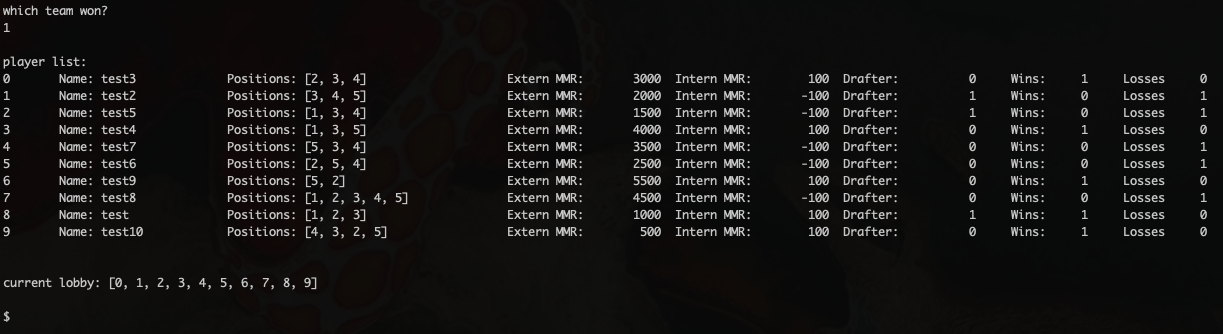 which team won?
1
player list:
0 Name: test3 Positions: [2, 3, 4] Extern MMR: 3000 Intern MMR: 100 Drafter: 0 Wins: 1 Losses 0
1 Name: test2 Positions: [3, 4, 5] Extern MMR: 2000 Intern MMR: -100 Drafter: 1 Wins: 0 Losses 1
2 Name: test5 Positions: [1, 3, 4] Extern MMR: 1500 Intern MMR: -100 Drafter: 1 Wins: 0 Losses 1
3 Name: test4 Positions: [1, 3, 5] Extern MMR: 4000 Intern MMR: 100 Drafter: 0 Wins: 1 Losses 0
4 Name: test7 Positions: [5, 3, 4] Extern MMR: 3500 Intern MMR: -100 Drafter: 0 Wins: 0 Losses 1
5 Name: test6 Positions: [2, 5, 4] Extern MMR: 2500 Intern MMR: -100 Drafter: 0 Wins: 0 Losses 1
6 Name: test9 Positions: [5, 2] Extern MMR: 5500 Intern MMR: 100 Drafter: 0 Wins: 1 Losses 0
7 Name: test8 Positions: [1, 2, 3, 4, 5] Extern MMR: 4500 Intern MMR: -100 Drafter: 0 Wins: 0 Losses 1
8 Name: test Positions: [1, 2, 3] Extern MMR: 1000 Intern MMR: 100 Drafter: 1 Wins: 1 Losses 0
9 Name: test10 Positions: [4, 3, 2, 5] Extern MMR: 500 Intern MMR: 100 Drafter: 0 Wins: 1 Losses 0
current lobby: [0, 1, 2, 3, 4, 5, 6, 7, 8, 9]
$